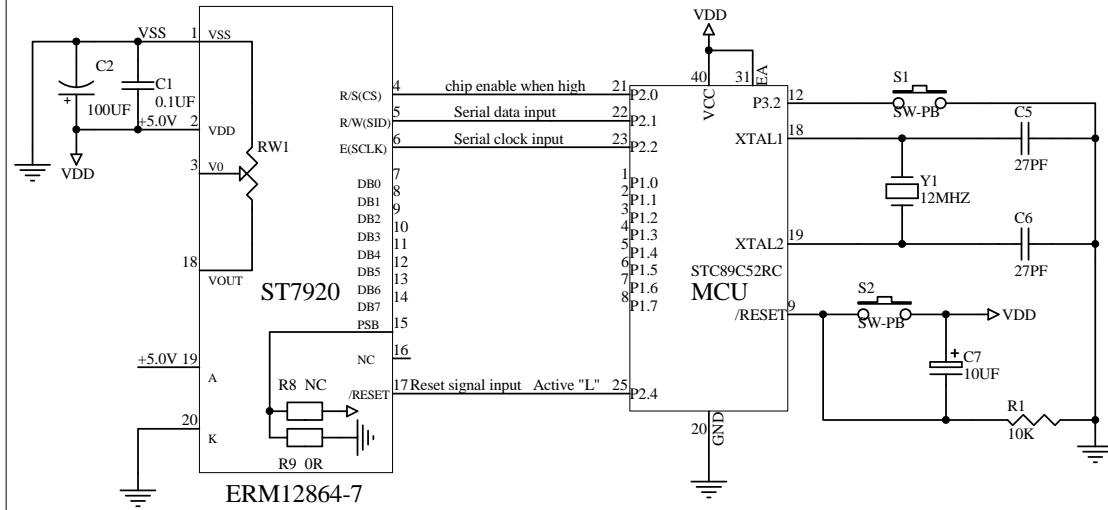 VDD
VSS
1
VSS
C2
100UF
C1
0.1UF
+5.0V
2
VDD
VDD
3
V0
RW1
18
VOUT
ST7920
+5.0V
19
A
20
K
R/S(CS)
4
chip enable when high
21
P2.0
R/W(SID)
5
Serial data input
22
P2.1
E(SCLK)
6
Serial clock input
23
P2.2
DB0
7
DB1
8
DB2
9
DB3
10
DB4
11
DB5
12
DB6
13
DB7
14
PSB
15
NC
16
/RESET
17
Reset signal input Active "L"
25
P2.4
R8 NC
R9 0R
ERM12864-7
40
VCC
31
EA
1
P1.0
2
P1.1
3
P1.2
4
P1.3
5
P1.4
6
P1.5
7
P1.6
8
P1.7
STC89C52RC
MCU
20
GND
P3.2
12
S1
SW-PB
XTAL1
18
C5
27PF
Y1
12MHZ
XTAL2
19
C6
27PF
/RESET
9
S2
SW-PB
VDD
C7
10UF
R1
10K